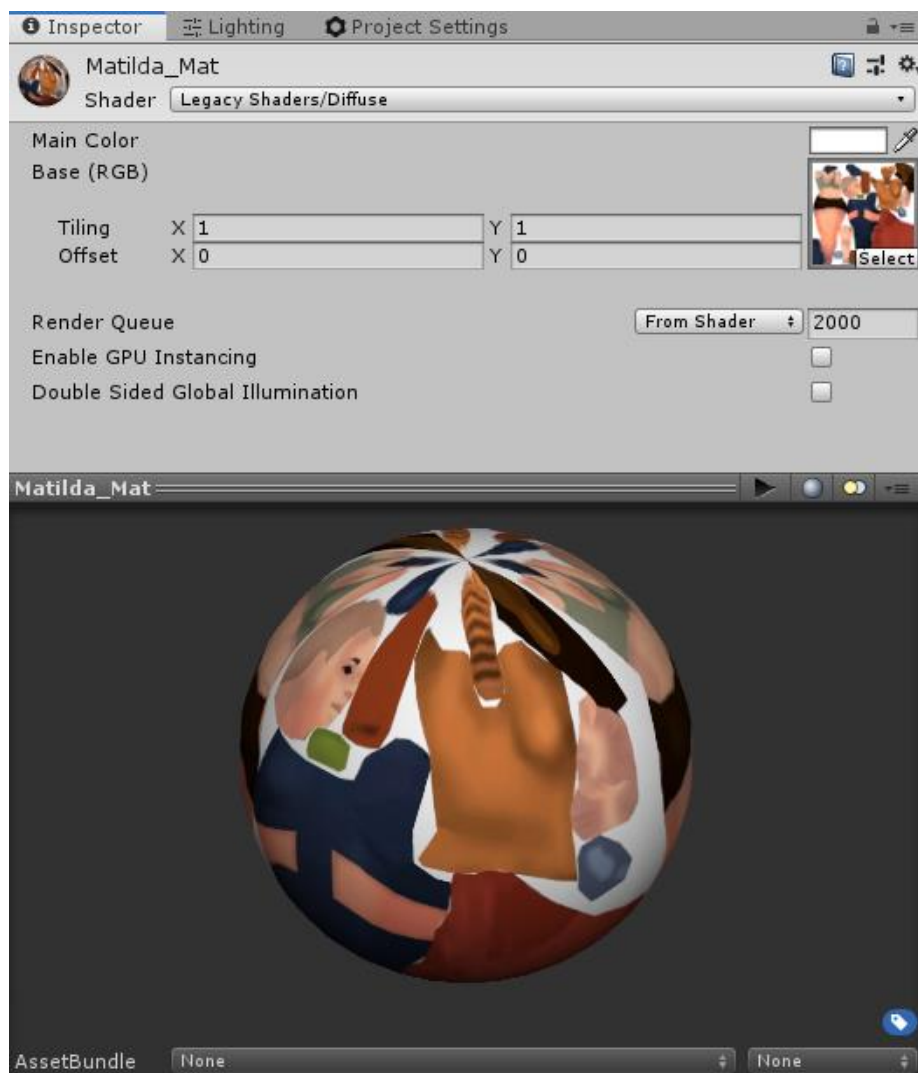 Inspector Lighting Project Settings
Matilda_Mat
Shader Legacy Shaders/Diffuse
Main Color
Base (RGB)
Tiling X 1 Y 1
Offset X 0 Y 0
Select
Render Queue From Shader 2000
Enable GPU Instancing
Double Sided Global Illumination
Matilda_Mat
AssetBundle None None